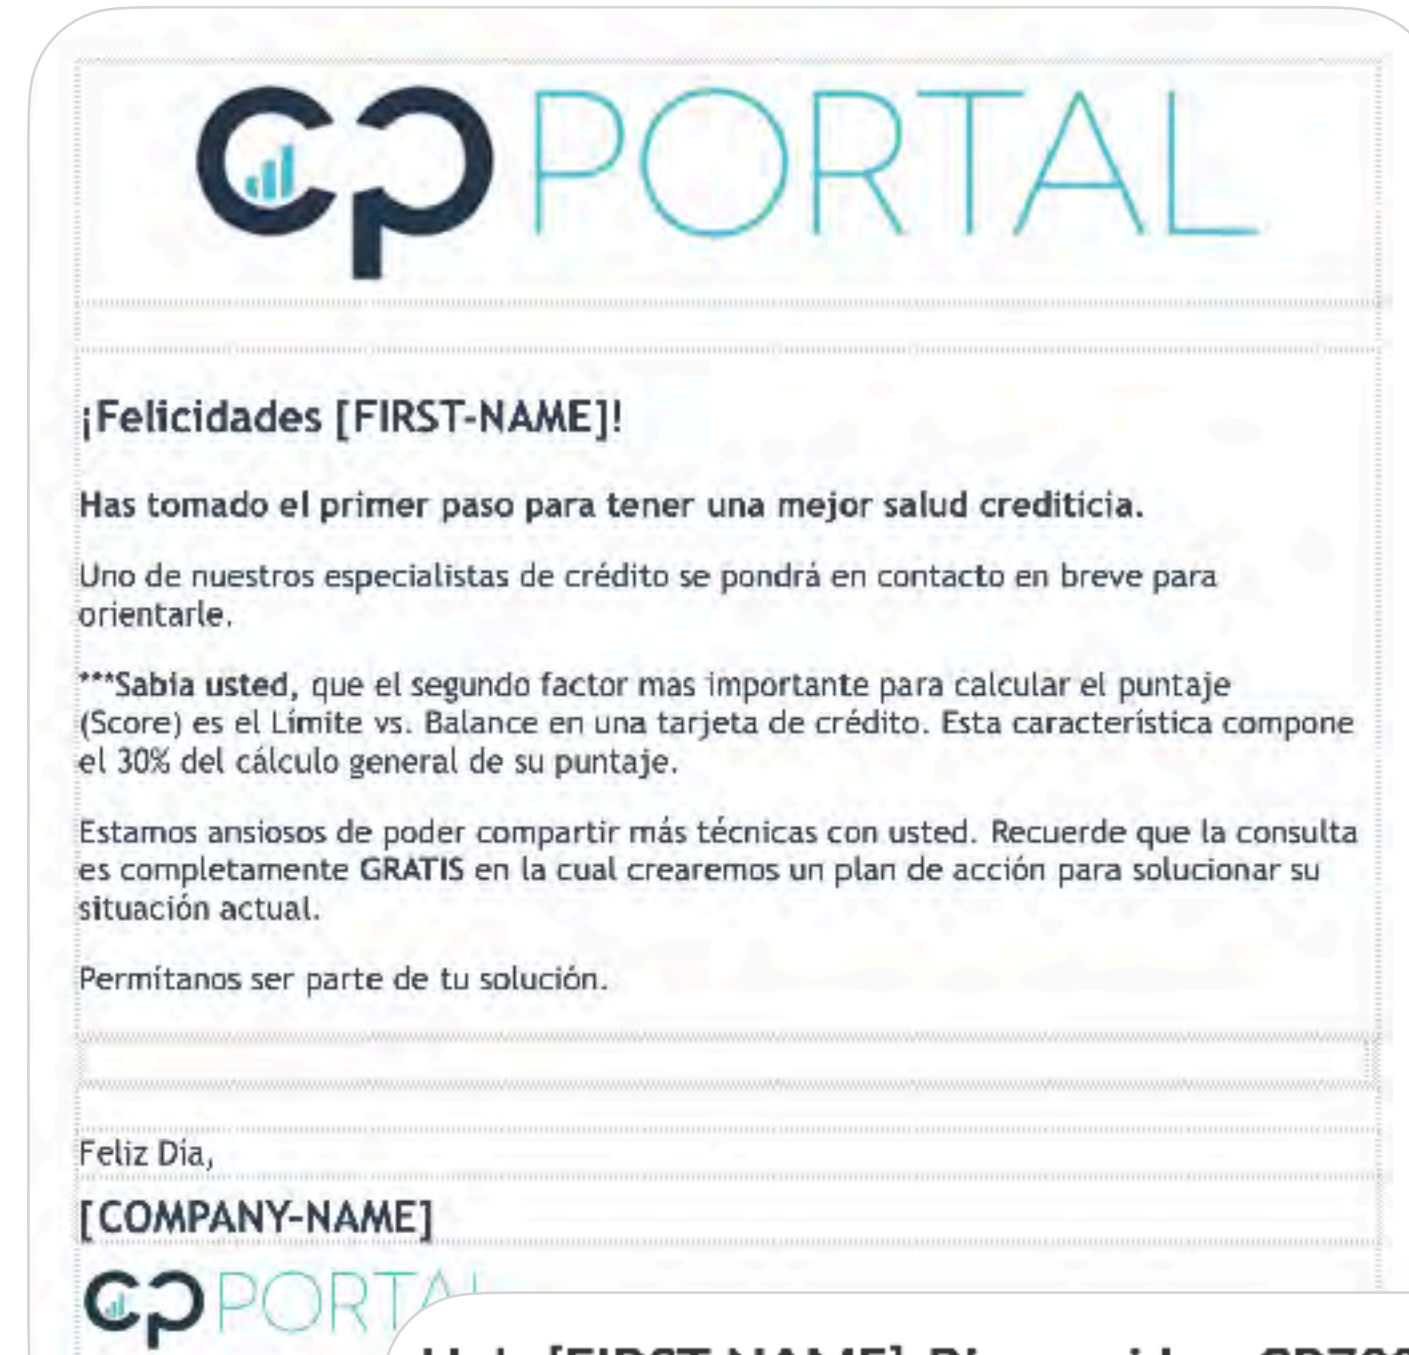 cp PORTAL
¡Felicidades [FIRST-NAME]!
Has tomado el primer paso para tener una mejor salud crediticia.
Uno de nuestros especialistas de crédito se pondrá en contacto en breve para
orientarle.
***Sabia usted, que el segundo factor mas importante para calcular el puntaje
(Score) es el Límite vs. Balance en una tarjeta de crédito. Esta característica compone
el 30% del cálculo general de su puntaje.
Estamos ansiosos de poder compartir más técnicas con usted. Recuerde que la consulta
es completamente GRATIS en la cual crearemos un plan de acción para solucionar su
situación actual.
Permítanos ser parte de tu solución.
Feliz Día,
[COMPANY-NAME]
cp PORTAL
[FIRST-NAME]